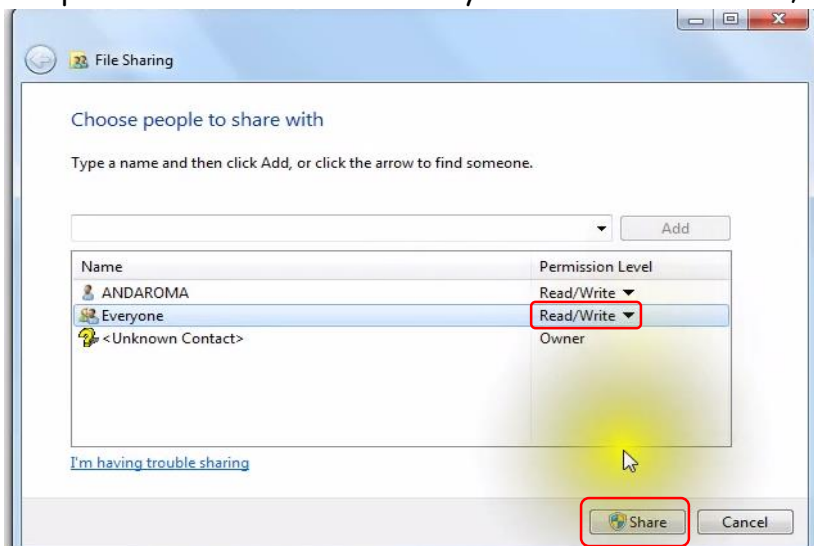 File Sharing
Choose people to share with
Type a name and then click Add, or click the arrow to find someone.
Add
Name Permission Level
ANDAROMA Read/Write
Everyone Read/Write
<Unknown Contact> Owner
I'm having trouble sharing
Share Cancel